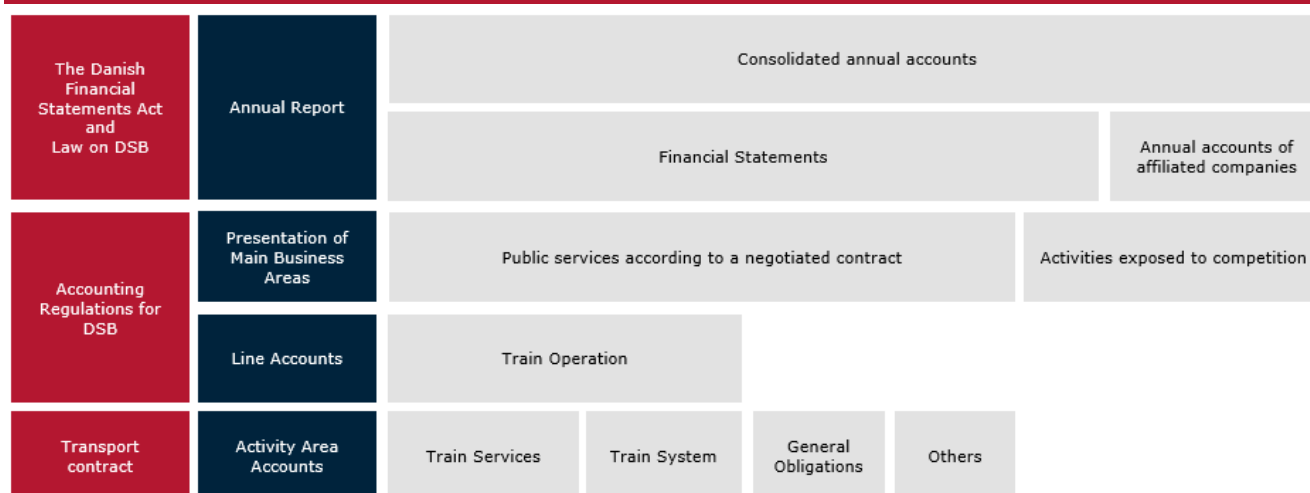 The Danish
Financial
Statements Act
and
Law on DSB
Annual Report
Consolidated annual accounts
Financial Statements
Annual accounts of
affiliated companies
Accounting
Regulations for
DSB
Presentation of
Main Business
Areas
Public services according to a negotiated contract
Activities exposed to competition
Line Accounts
Train Operation
Transport
contract
Activity Area
Accounts
Train Services
Train System
General
Obligations
Others